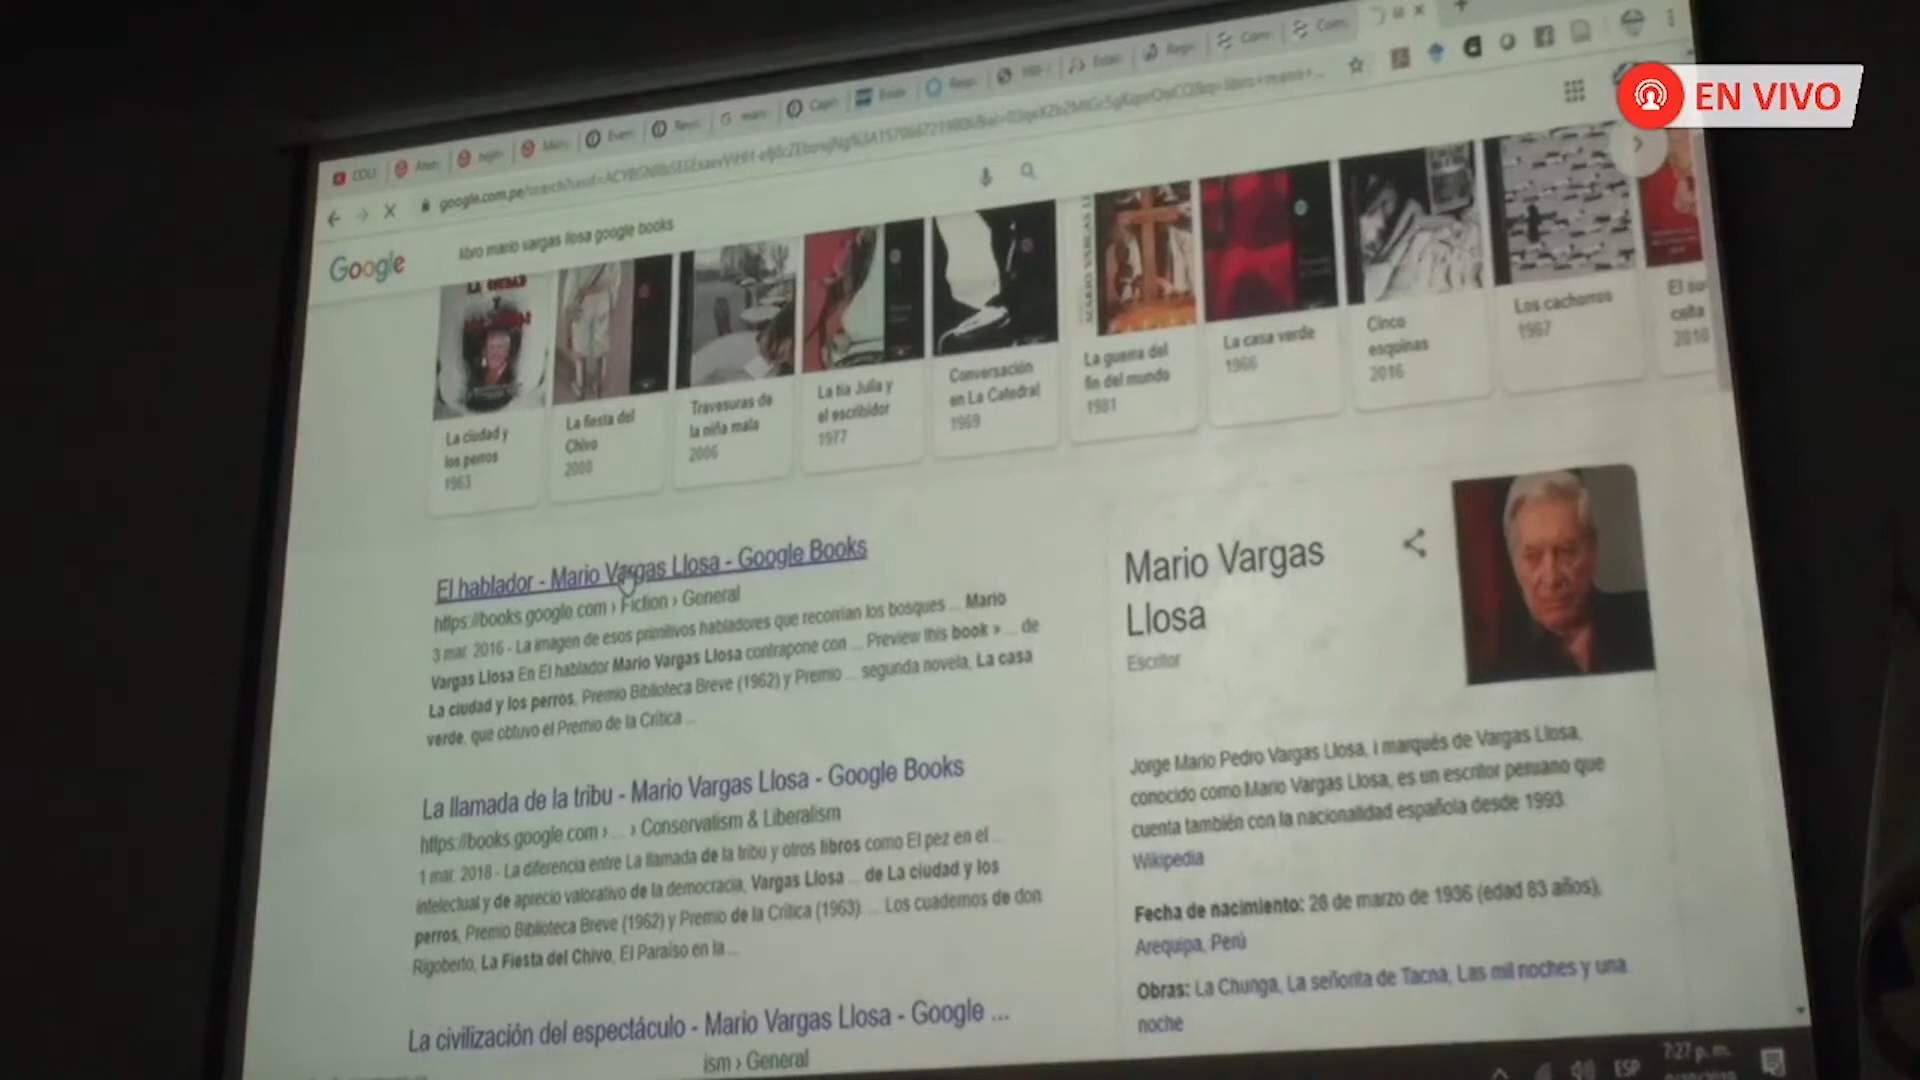 EN VIVO
google.com.pe/search?
Google
libro mario vargas llosa google books
LA CIUDAD
Y
MARIO VARGAS
La ciudad y
los perros
1963
La fiesta del
Chivo
2000
Travesuras de
la niña mala
2006
La tía Julia y
el escribidor
1977
Conversación
en La Catedral
1969
La guerra del
fin del mundo
1981
La casa verde
1966
Cinco
esquinas
2016
Los cachorros
1967
El su
celta
2010
El hablador - Mario Vargas Llosa - Google Books
https://books.google.com › Fiction › General
3 mar. 2016 - La imagen de esos primitivos habladores que recorrían los bosques ... Mario
Vargas Llosa En El hablador Mario Vargas Llosa contrapone con ... Preview this book » ... de
La ciudad y los perros, Premio Biblioteca Breve (1962) y Premio ... segunda novela, La casa
verde, que obtuvo el Premio de la Crítica ...
La llamada de la tribu - Mario Vargas Llosa - Google Books
https://books.google.com › ... › Conservatism & Liberalism
1 mar. 2018 - La diferencia entre La llamada de la tribu y otros libros como El pez en el ...
intelectual y de aprecio valorativo de la democracia, Vargas Llosa ... de La ciudad y los
perros, Premio Biblioteca Breve (1962) y Premio de la Crítica (1963). ... Los cuadernos de don
Rigoberto, La Fiesta del Chivo, El Paraíso en la ...
La civilización del espectáculo - Mario Vargas Llosa - Google ...
ism › General
Mario Vargas
Llosa
Escritor
Jorge Mario Pedro Vargas Llosa, i marqués de Vargas Llosa,
conocido como Mario Vargas Llosa, es un escritor peruano que
cuenta también con la nacionalidad española desde 1993.
Wikipedia
Fecha de nacimiento: 28 de marzo de 1936 (edad 83 años),
Arequipa, Perú
Obras: La Chunga, La señorita de Tacna, Las mil noches y una
noche
ESP
7:27 p. m.